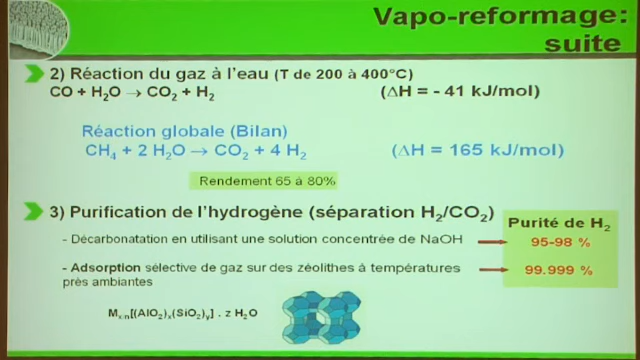 Vapo-reformage:
suite
2) Réaction du gaz à l'eau (T de 200 à 400°C)
CO + H₂O → CO₂ + H₂ (ΔH = - 41 kJ/mol)
Réaction globale (Bilan)
CH₄ + 2 H₂O → CO₂ + 4 H₂ (ΔH = 165 kJ/mol)
Rendement 65 à 80%
3) Purification de l'hydrogène (séparation H₂/CO₂)
Pureté de H₂
- Décarbonatation en utilisant une solution concentrée de NaOH → 95-98 %
- Adsorption sélective de gaz sur des zéolithes à températures → 99.999 %
près ambiantes
[(AlO₂)ₓ(SiO₂)ᵧ] . z H₂O